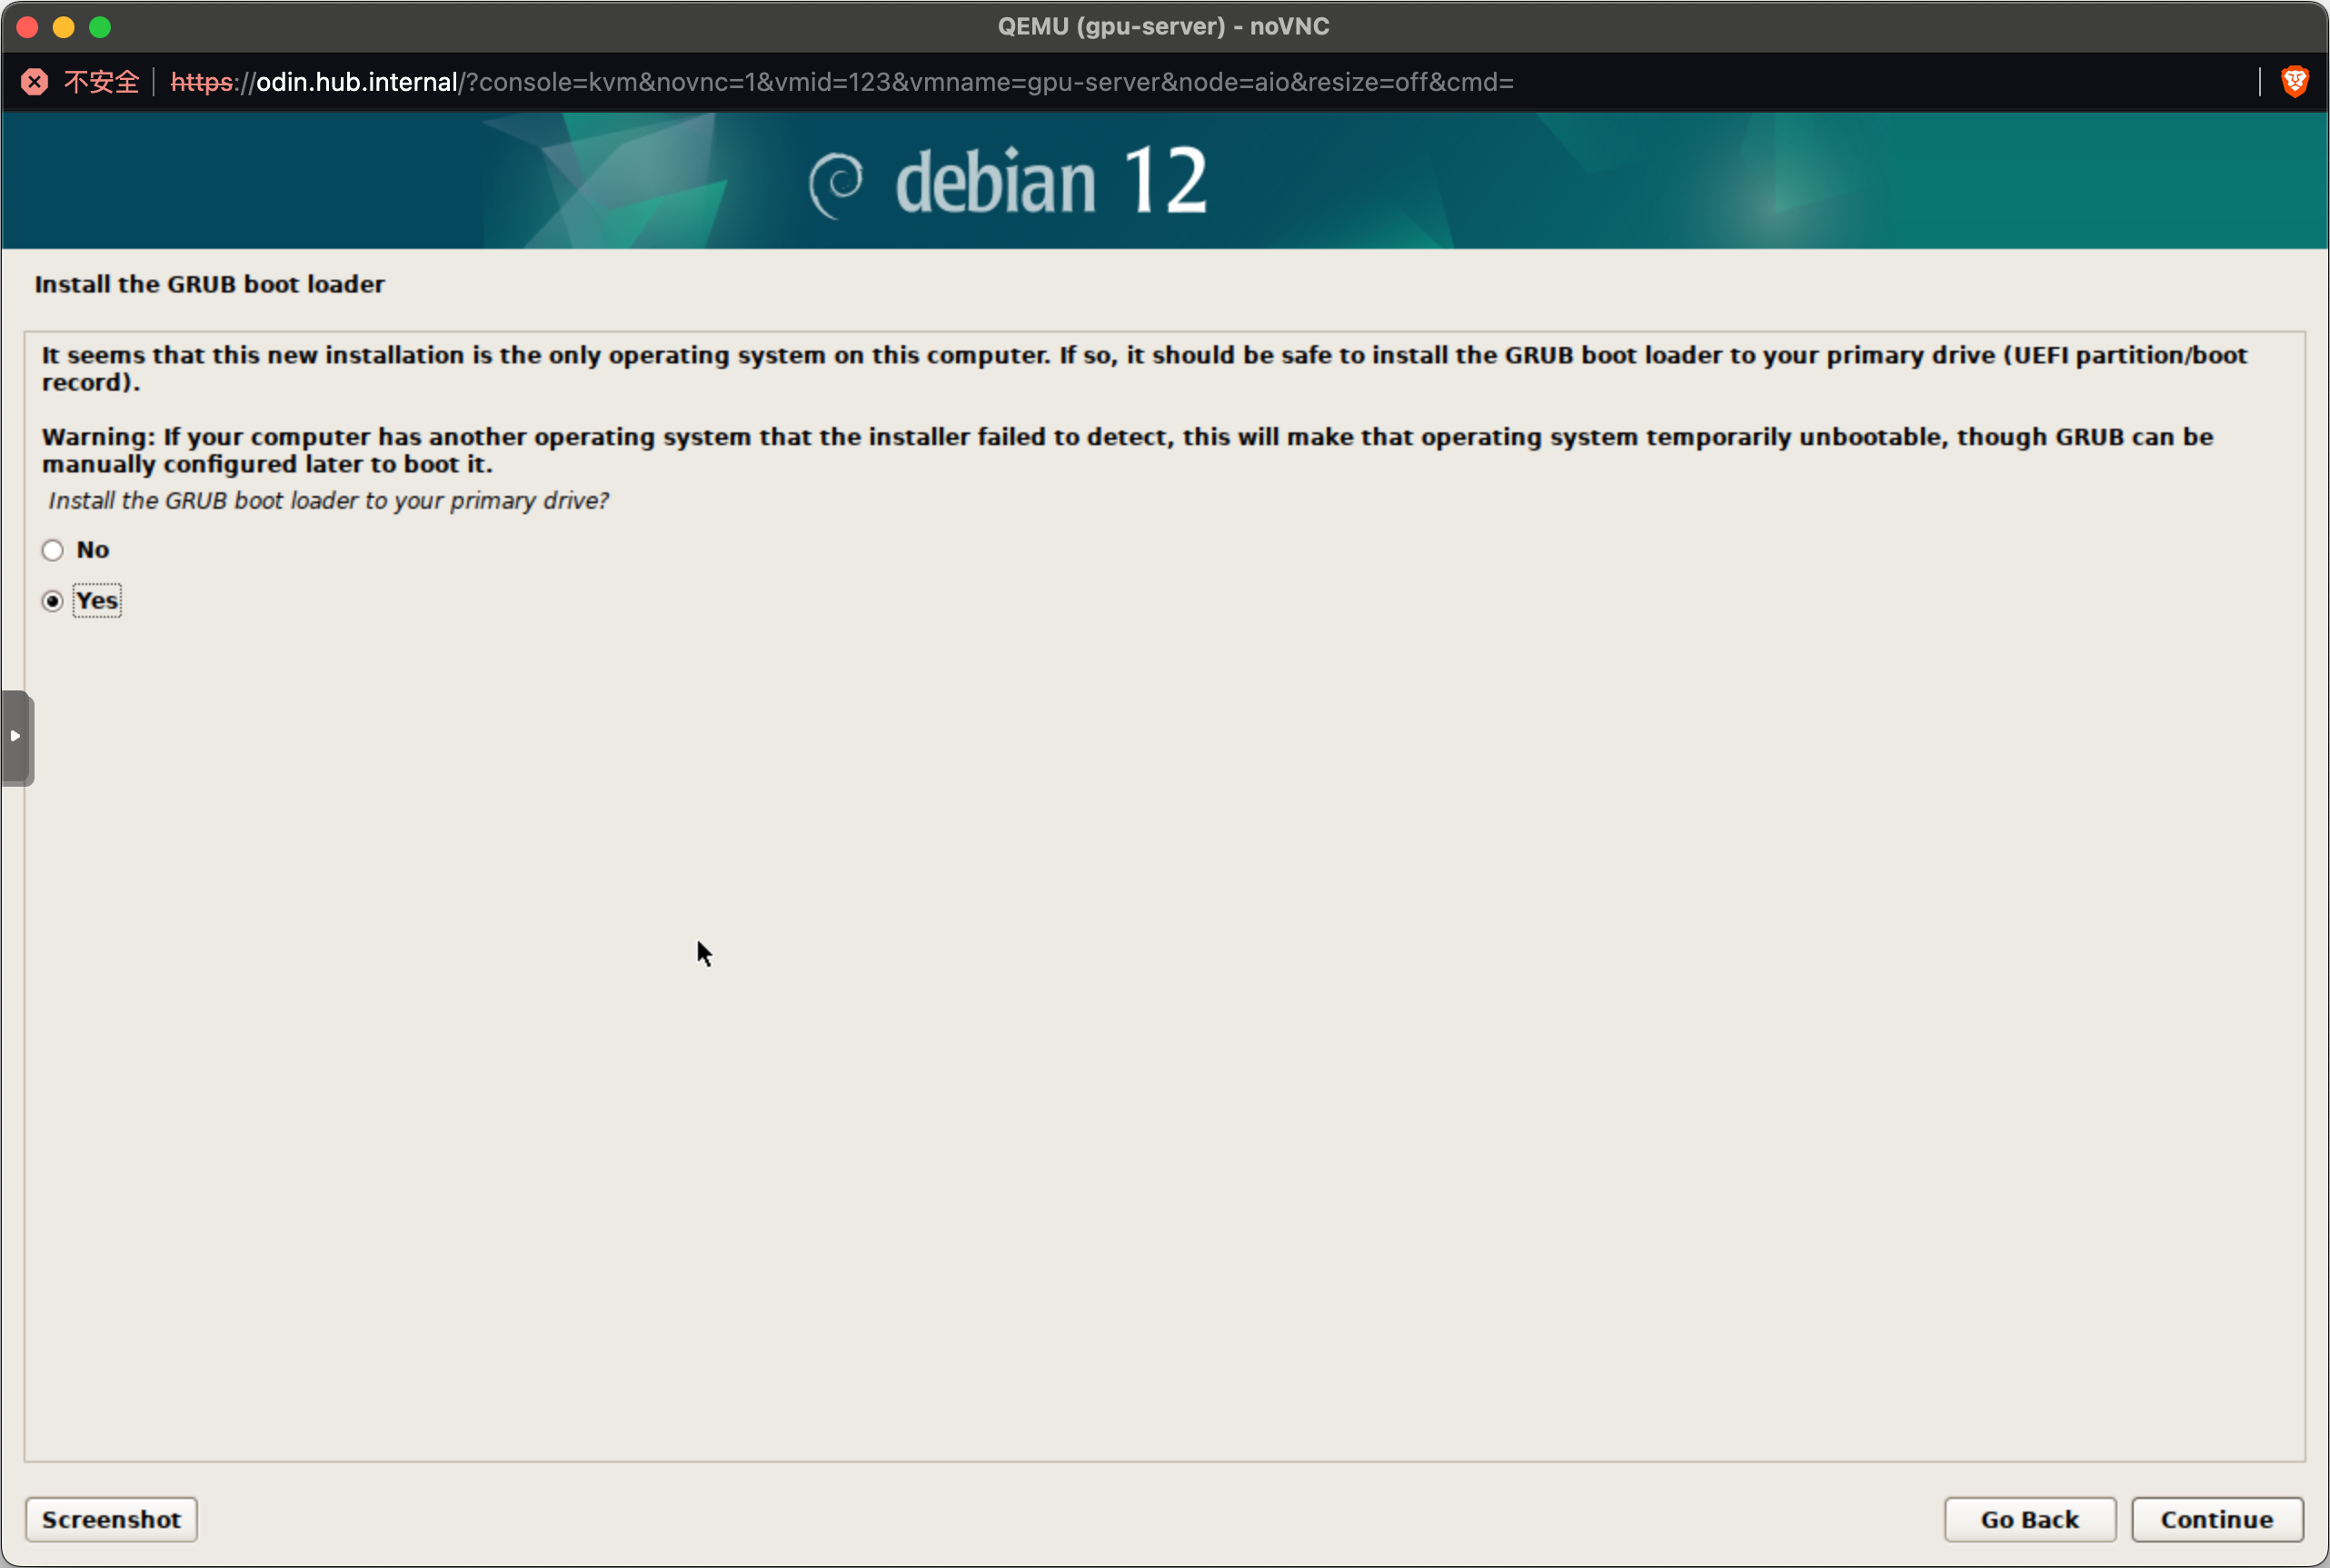 QEMU (gpu-server) - noVNC
不安全 https://odin.hub.internal/?console=kvm&novnc=1&vmid=123&vmname=gpu-server&node=aio&resize=off&cmd=
debian 12
Install the GRUB boot loader
It seems that this new installation is the only operating system on this computer. If so, it should be safe to install the GRUB boot loader to your primary drive (UEFI partition/boot
record).
Warning: If your computer has another operating system that the installer failed to detect, this will make that operating system temporarily unbootable, though GRUB can be
manually configured later to boot it.
Install the GRUB boot loader to your primary drive?
No
Yes
Screenshot Go Back Continue